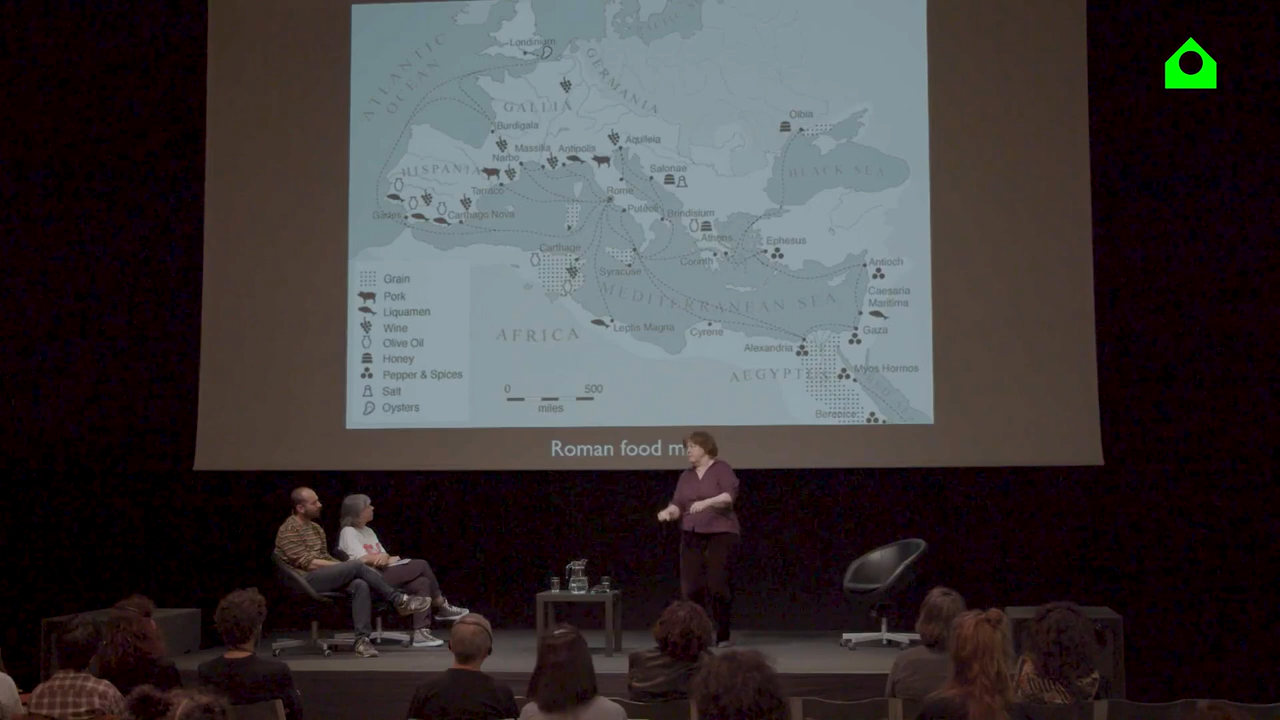 Londinium
ATLANTIC
OCEAN
GERMANIA
GALLIA
Olbia
Burdigala
Aquileia
Massilia
Antipolis
Narbo
HISPANIA
Salonae
BLACK SEA
Tarraco
Rome
Puteoli
Gades
Carthago Nova
Brindisium
Athens
Ephesus
Carthage
Corinth
Antioch
Syracuse
Grain
MEDITERRANEAN SEA
Caesaria
Maritima
Pork
Liquamen
Leptis Magna
Cyrene
Gaza
Wine
AFRICA
Olive Oil
Alexandria
Honey
Pepper & Spices
AEGYPTUS
Myos Hormos
Salt
0 500
miles
Oysters
Berenice
Roman food m